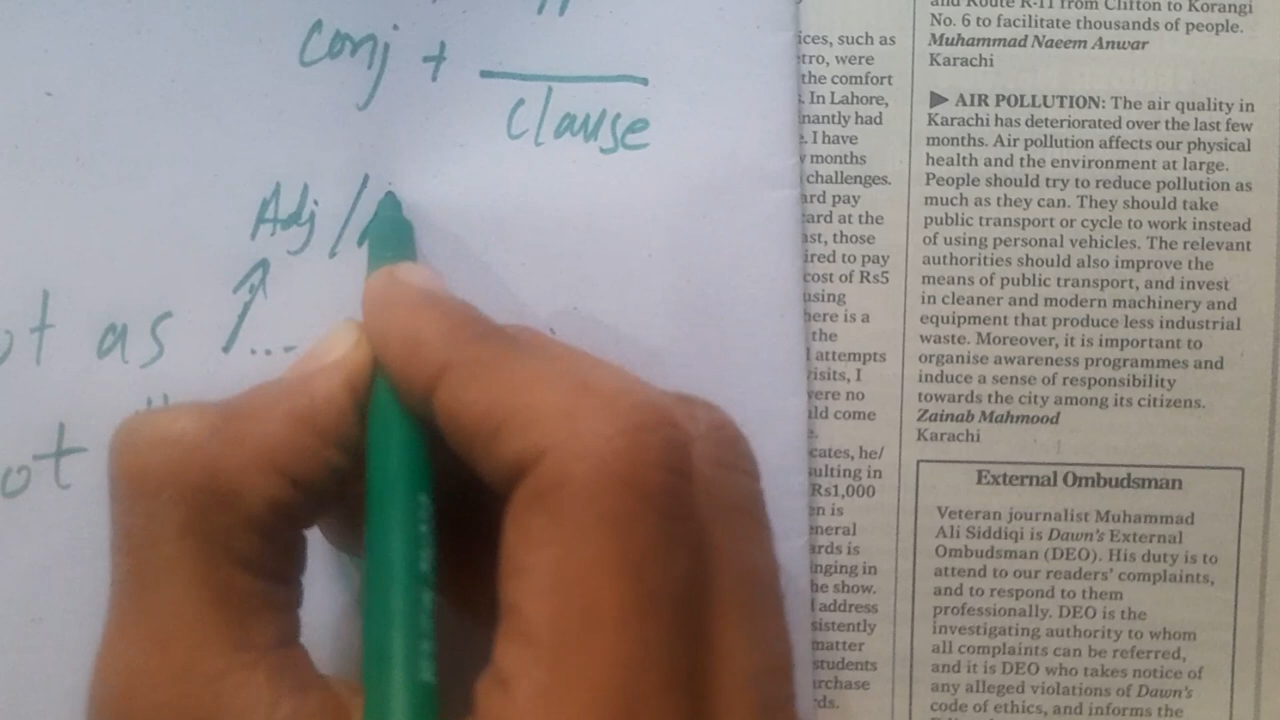 Conj +
Clause
Adj /
as ...
ices, such as
tro, were
the comfort
. In Lahore,
nantly had
. I have
months
challenges.
ard pay
ard at the
ast, those
ired to pay
cost of Rs5
using
here is a
the
attempts
visits, I
were no
ld come
cates, he/
ulting in
Rs1,000
en is
eneral
ards is
inging in
he show.
address
sistently
matter
students
urchase
rds.
and Route R-11 from Clifton to Korangi
No. 6 to facilitate thousands of people.
Muhammad Naeem Anwar
Karachi
▶ AIR POLLUTION: The air quality in
Karachi has deteriorated over the last few
months. Air pollution affects our physical
health and the environment at large.
People should try to reduce pollution as
much as they can. They should take
public transport or cycle to work instead
of using personal vehicles. The relevant
authorities should also improve the
means of public transport, and invest
in cleaner and modern machinery and
equipment that produce less industrial
waste. Moreover, it is important to
organise awareness programmes and
induce a sense of responsibility
towards the city among its citizens.
Zainab Mahmood
Karachi
External Ombudsman
Veteran journalist Muhammad
Ali Siddiqi is Dawn's External
Ombudsman (DEO). His duty is to
attend to our readers' complaints,
and to respond to them
professionally. DEO is the
investigating authority to whom
all complaints can be referred,
and it is DEO who takes notice of
any alleged violations of Dawn's
code of ethics, and informs the